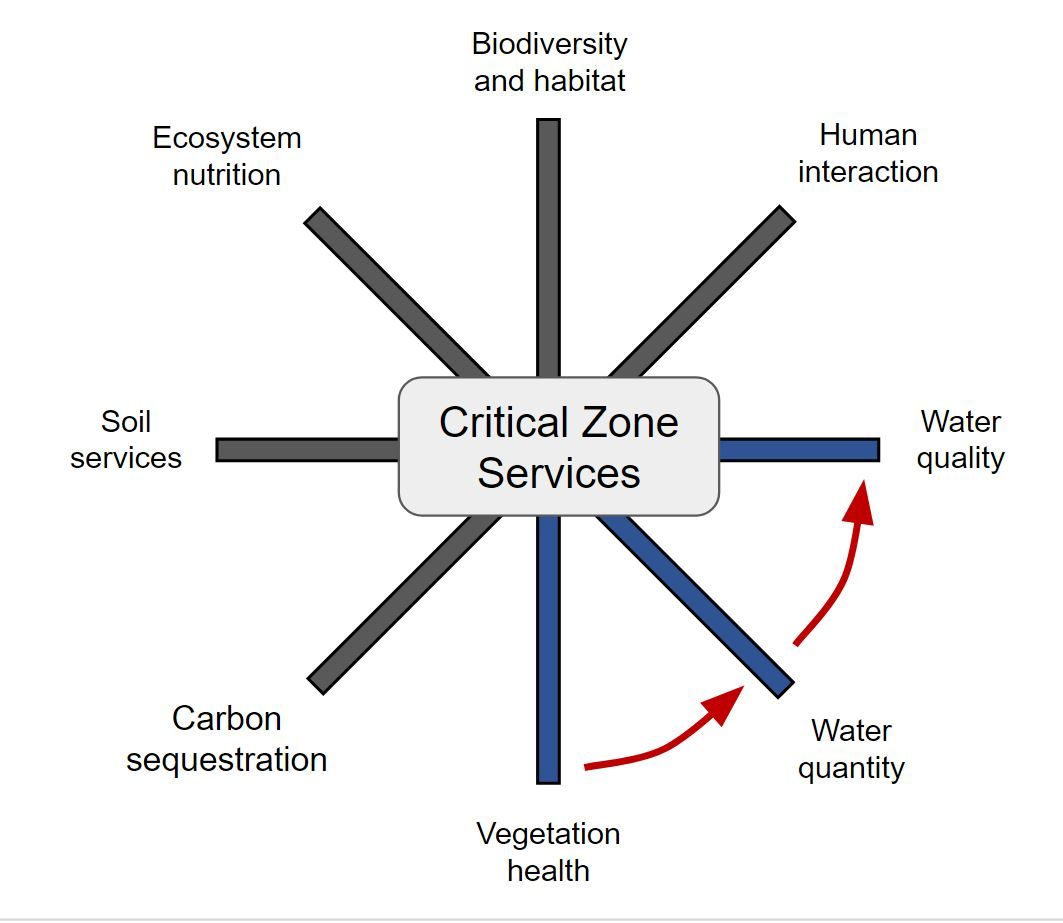 Biodiversity
and habitat
Human
interaction
Ecosystem
nutrition
Critical Zone
Services
Soil
services
Water
quality
Carbon
sequestration
Water
quantity
Vegetation
health